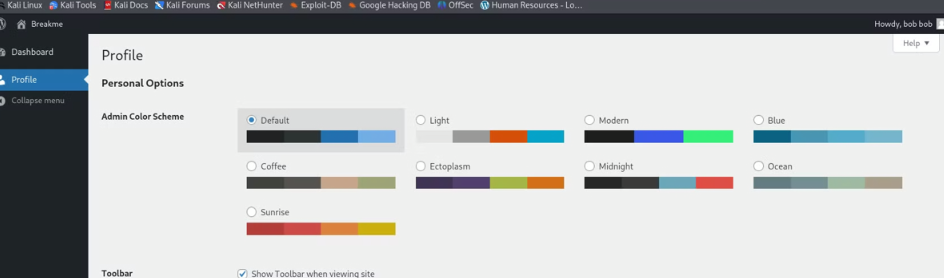 Kali Linux Kali Tools Kali Docs Kali Forums Kali NetHunter Exploit-DB Google Hacking DB OffSec Human Resources – Lo...
Breakme Howdy, bob bob
Dashboard
Profile
Collapse menu
Help
Profile
Personal Options
Admin Color Scheme
Default Light Modern Blue
Coffee Ectoplasm Midnight Ocean
Sunrise
Toolbar Show Toolbar when viewing site